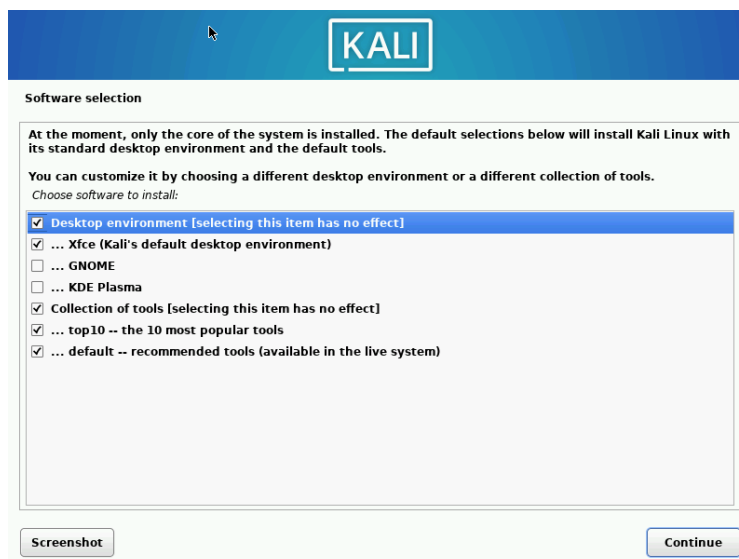 KALI
Software selection
At the moment, only the core of the system is installed. The default selections below will install Kali Linux with
its standard desktop environment and the default tools.
You can customize it by choosing a different desktop environment or a different collection of tools.
Choose software to install:
Desktop environment [selecting this item has no effect]
... Xfce (Kali's default desktop environment)
... GNOME
... KDE Plasma
Collection of tools [selecting this item has no effect]
... top10 -- the 10 most popular tools
... default -- recommended tools (available in the live system)
Screenshot
Continue